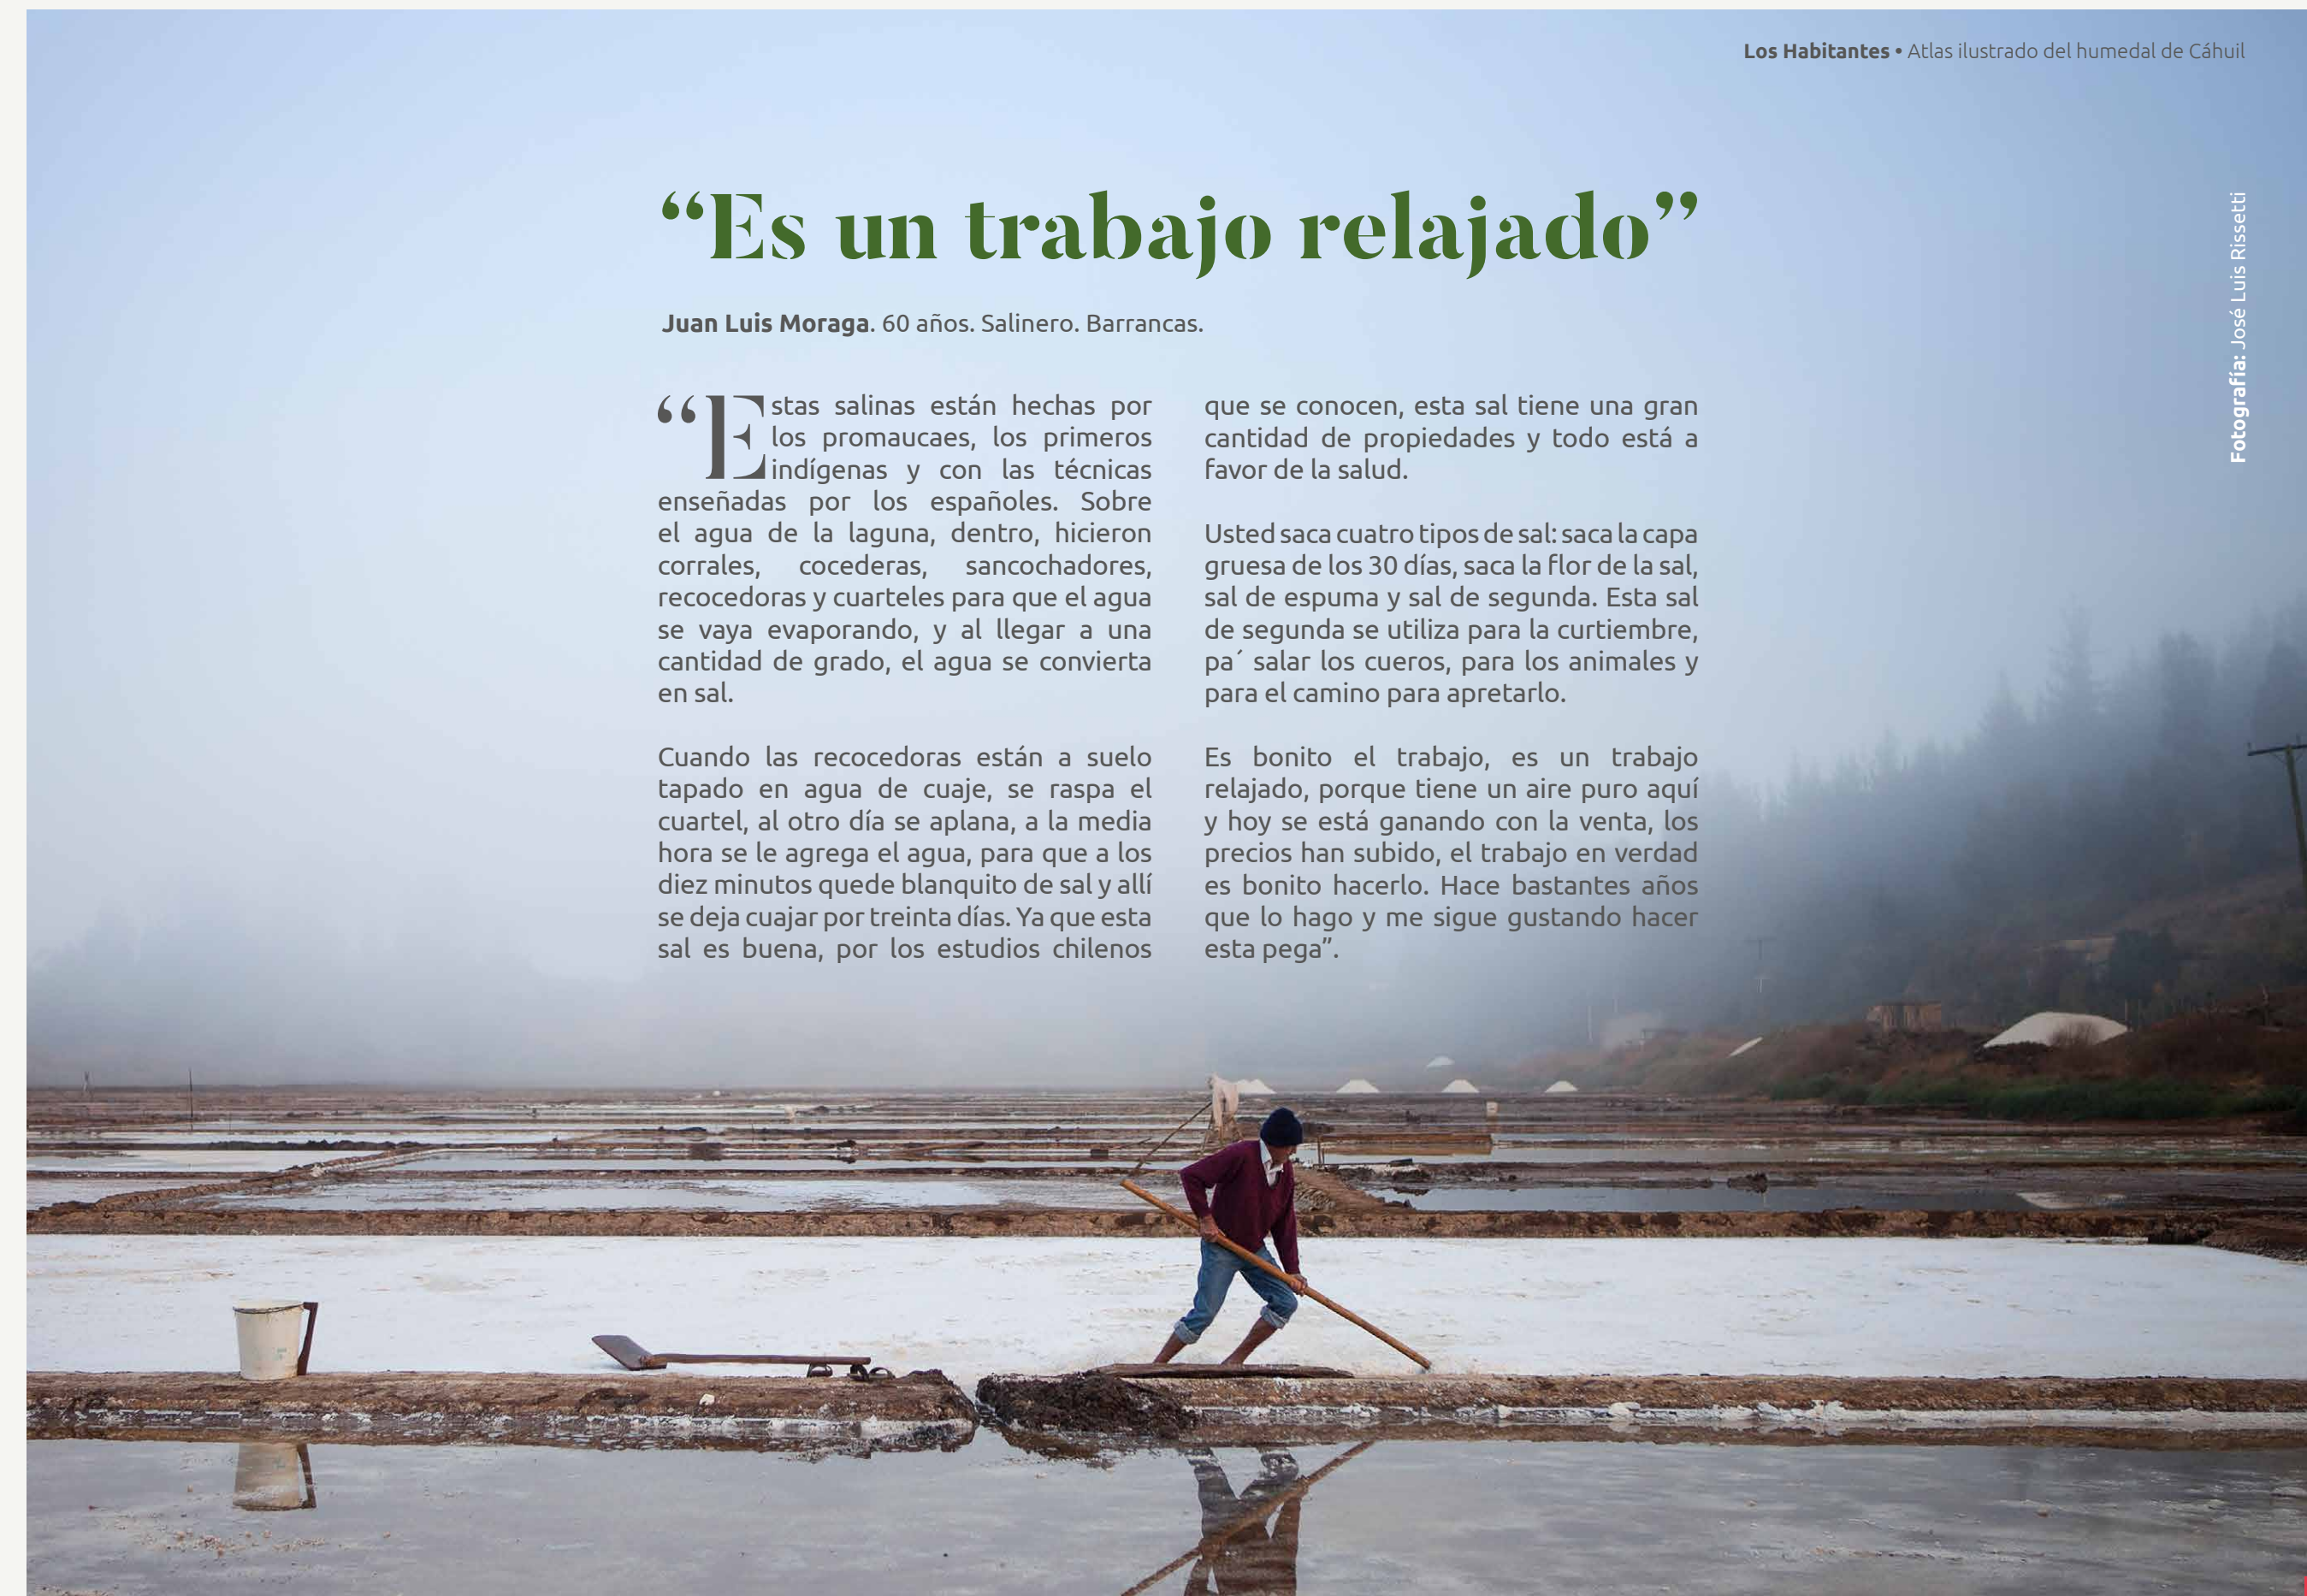 Los Habitantes • Atlas ilustrado del humedal de Cáhuil
“Es un trabajo relajado”
Juan Luis Moraga. 60 años. Salinero. Barrancas.
“Estas salinas están hechas por
los promaucaes, los primeros
indígenas y con las técnicas
enseñadas por los españoles. Sobre
el agua de la laguna, dentro, hicieron
corrales, cocederas, sancochadores,
recocedoras y cuarteles para que el agua
se vaya evaporando, y al llegar a una
cantidad de grado, el agua se convierta
en sal.
Cuando las recocedoras están a suelo
tapado en agua de cuaje, se raspa el
cuartel, al otro día se aplana, a la media
hora se le agrega el agua, para que a los
diez minutos quede blanquito de sal y allí
se deja cuajar por treinta días. Ya que esta
sal es buena, por los estudios chilenos
que se conocen, esta sal tiene una gran
cantidad de propiedades y todo está a
favor de la salud.
Usted saca cuatro tipos de sal: saca la capa
gruesa de los 30 días, saca la flor de la sal,
sal de espuma y sal de segunda. Esta sal
de segunda se utiliza para la curtiembre,
pa´ salar los cueros, para los animales y
para el camino para apretarlo.
Es bonito el trabajo, es un trabajo
relajado, porque tiene un aire puro aquí
y hoy se está ganando con la venta, los
precios han subido, el trabajo en verdad
es bonito hacerlo. Hace bastantes años
que lo hago y me sigue gustando hacer
esta pega”.
Fotografía: José Luis Rissetti